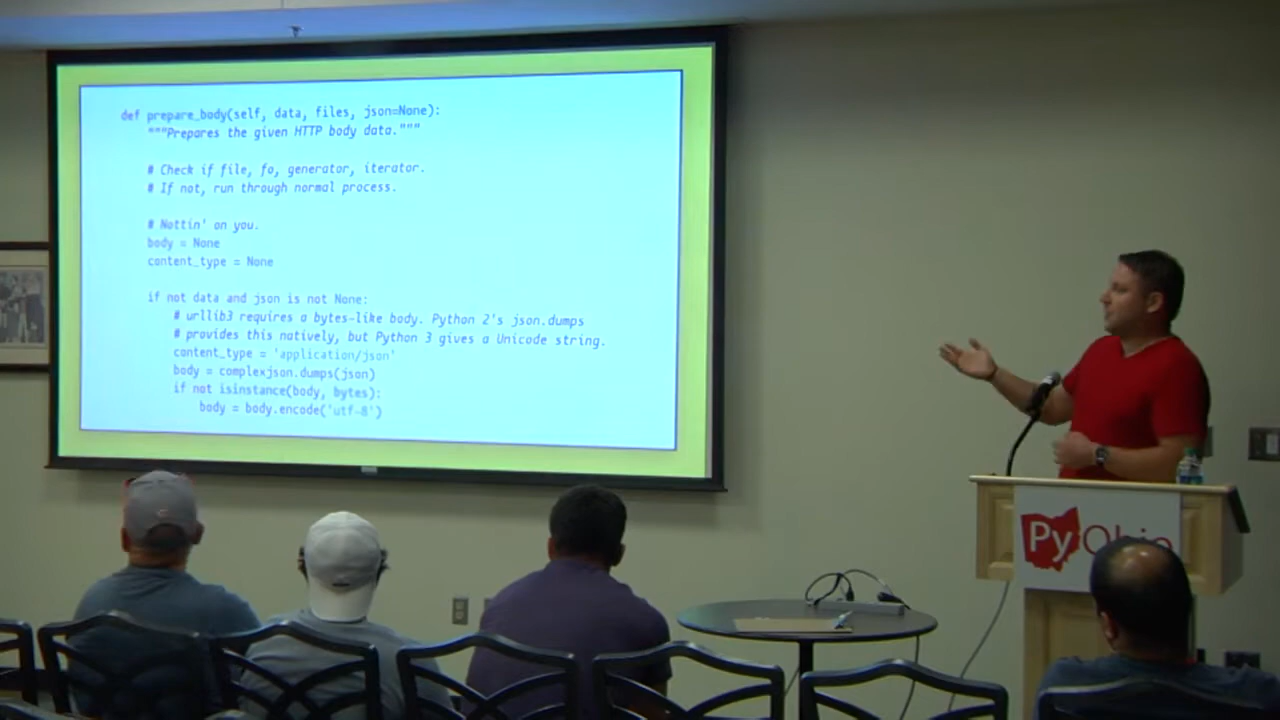 def prepare_body(self, data, files, json=None):
"""Prepares the given HTTP body data."""
# Check if file, fo, generator, iterator.
# If not, run through normal process.
# Nottin' on you.
body = None
content_type = None
if not data and json is not None:
# urllib3 requires a bytes-like body. Python 2's json.dumps
# provides this natively, but Python 3 gives a Unicode string.
content_type = 'application/json'
body = complexjson.dumps(json)
if not isinstance(body, bytes):
body = body.encode('utf-8')
PyOhio